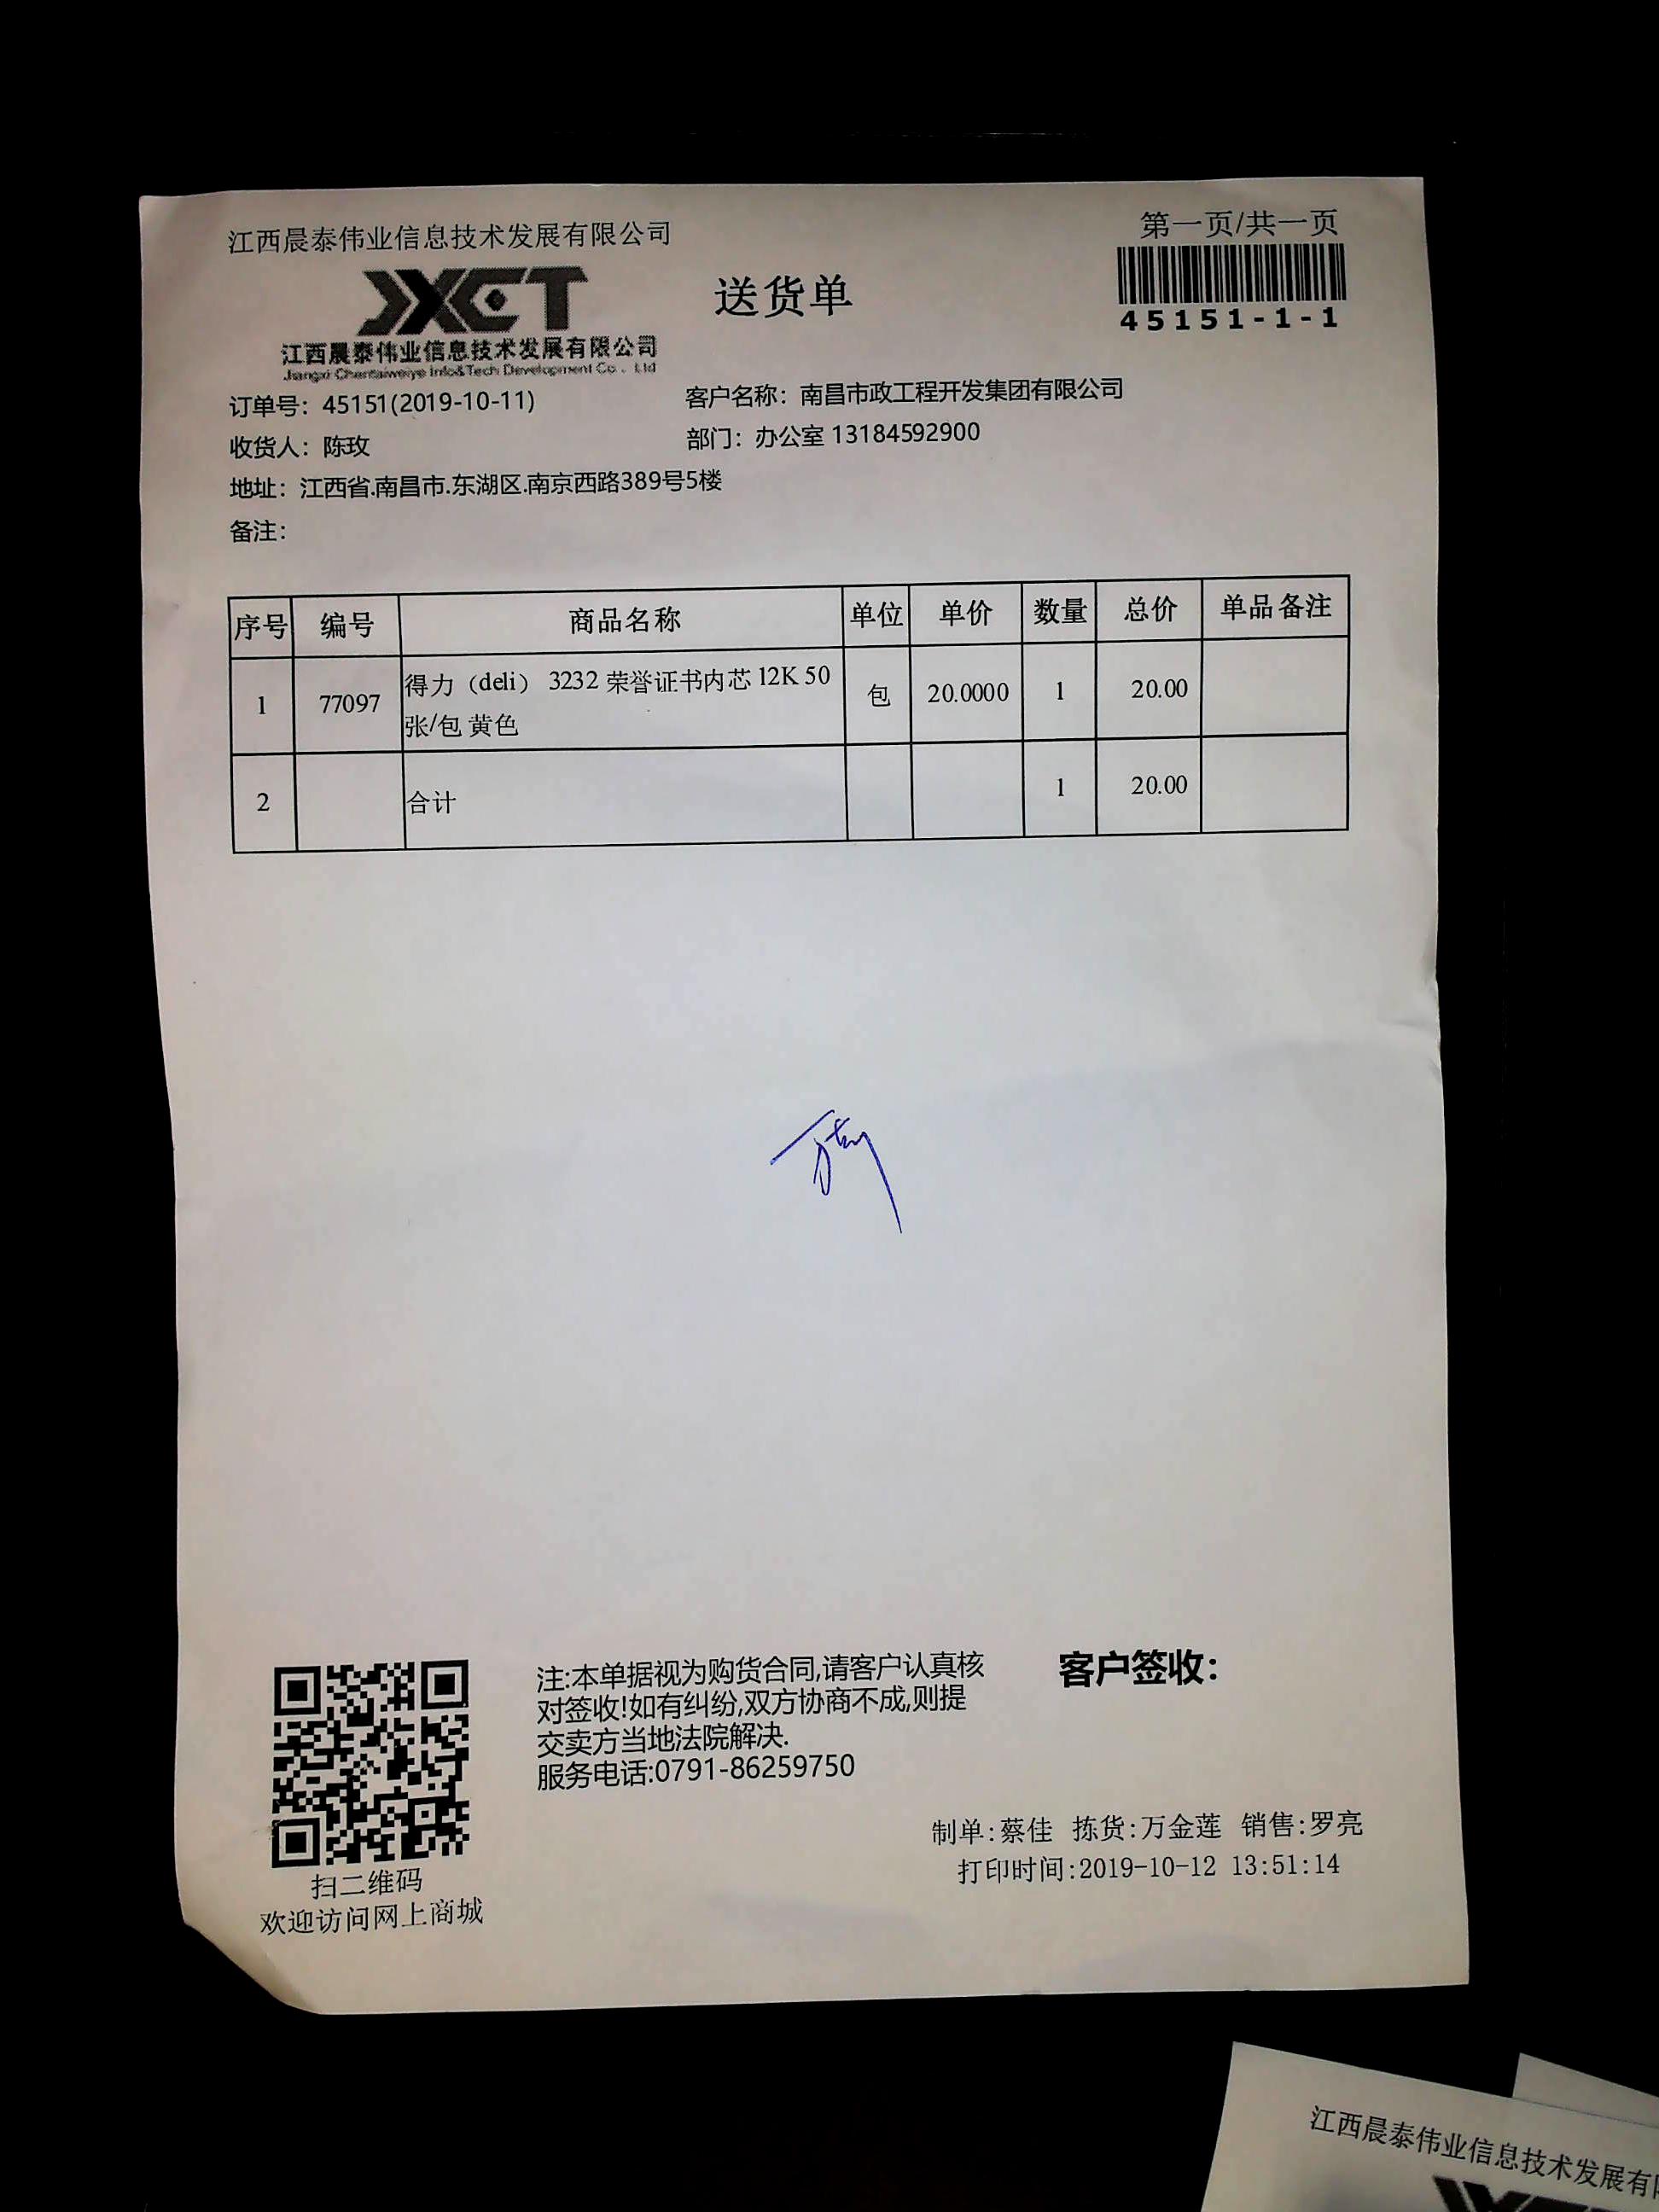 江西晨泰伟业信息技术发展有限公司
第一页/共一页
JXCT
送货单
45151-1-1
江西晨泰伟业信息技术发展有限公司
Jiangxi Chentaiweiye Info&Tech Development Co., Ltd
订单号: 45151(2019-10-11)
客户名称: 南昌市政工程开发集团有限公司
收货人: 陈玫
部门: 办公室 13184592900
地址: 江西省.南昌市.东湖区.南京西路389号5楼
备注:
序号 编号 商品名称 单位 单价 数量 总价 单品备注
1 77097 得力（deli） 3232 荣誉证书内芯 12K 50
张/包 黄色 包 20.0000 1 20.00
2 合计 1 20.00
注:本单据视为购货合同,请客户认真核
对签收!如有纠纷,双方协商不成,则提
交卖方当地法院解决.
服务电话:0791-86259750
客户签收:
制单:蔡佳 拣货:万金莲 销售:罗亮
打印时间:2019-10-12 13:51:14
扫二维码
欢迎访问网上商城
江西晨泰伟业信息技术发展有